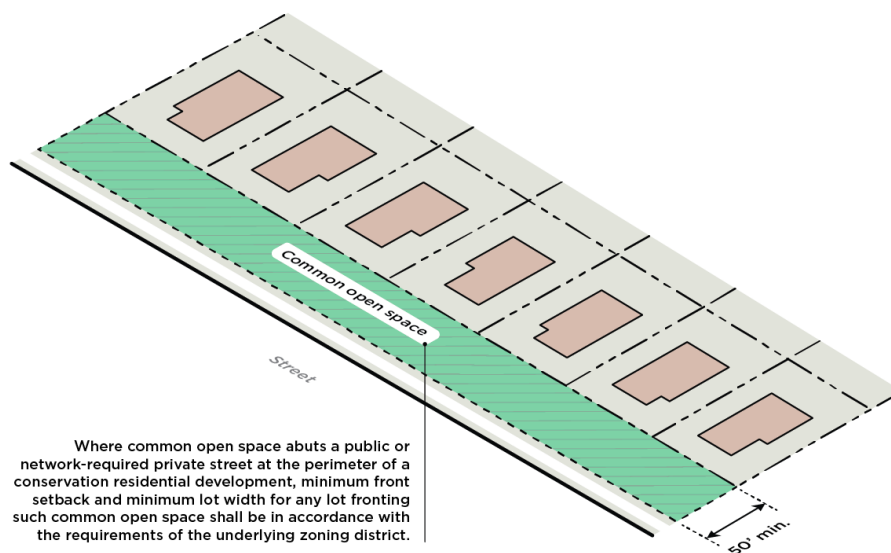 Common open space
Street
Where common open space abuts a public or
network-required private street at the perimeter of a
conservation residential development, minimum front
setback and minimum lot width for any lot fronting
such common open space shall be in accordance with
the requirements of the underlying zoning district.
50' min.